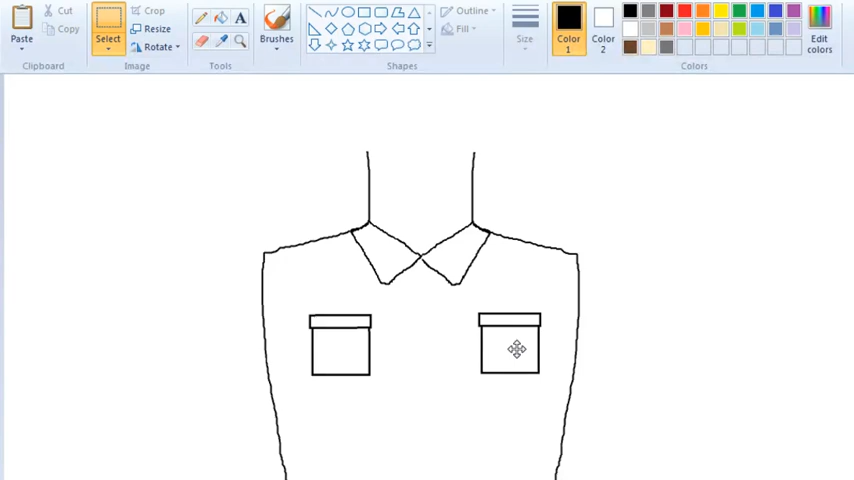 Paste
Cut
Copy
Clipboard
Select
Crop
Resize
Rotate
Image
A
Tools
Brushes
Shapes
Outline
Fill
Size
Color 1
Color 2
Colors
Edit colors